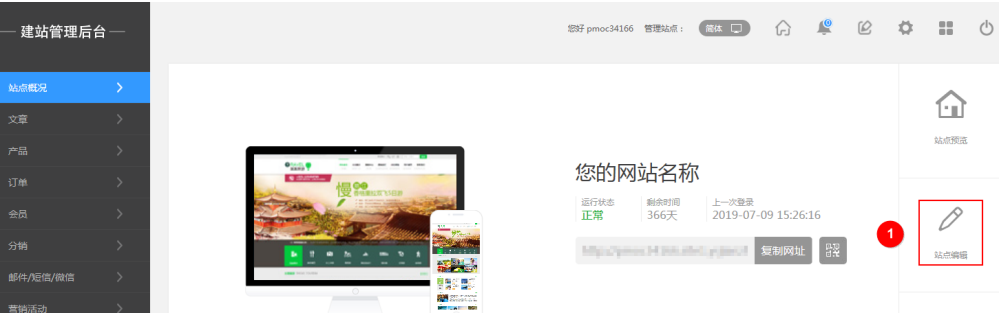 建站管理后台
您好 pmoc34166 管理站点： 简体
0
站点概况
文章
产品
订单
会员
分销
邮件/短信/微信
营销活动
慢
您的网站名称
运行状态 剩余时间 上一次登录
正常 366天 2019-07-09 15:26:16
复制网址
站点预览
1
站点编辑